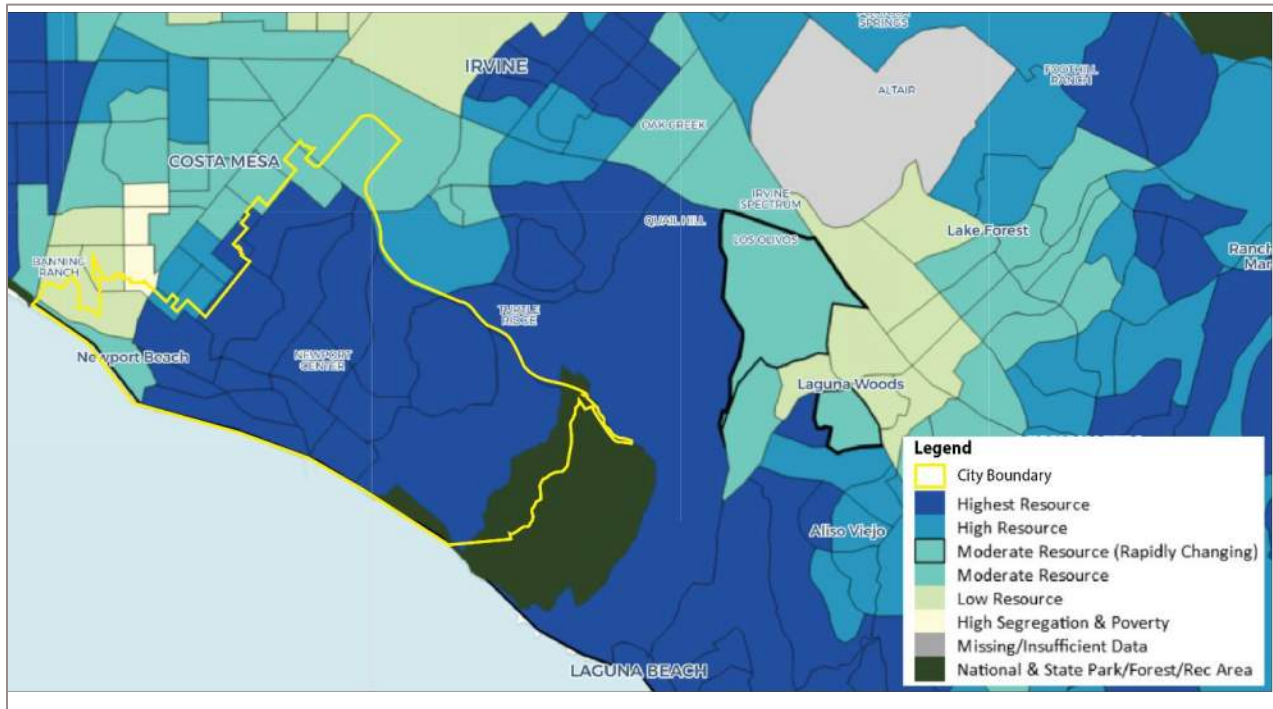 SPRINGS
IRVINE
FOOTHILL
RANCH
ALTAIR
OAK CREEK
COSTA MESA
IRVINE
SPECTRUM
QUAIL HILL
LOS OLIVOS
Lake Forest
Ranch
Mar
BANNING
RANCH
TURTLE
RIDGE
Newport Beach
NEWPORT
CENTER
Laguna Woods
Aliso Viejo
LAGUNA BEACH
Legend
City Boundary
Highest Resource
High Resource
Moderate Resource (Rapidly Changing)
Moderate Resource
Low Resource
High Segregation & Poverty
Missing/Insufficient Data
National & State Park/Forest/Rec Area